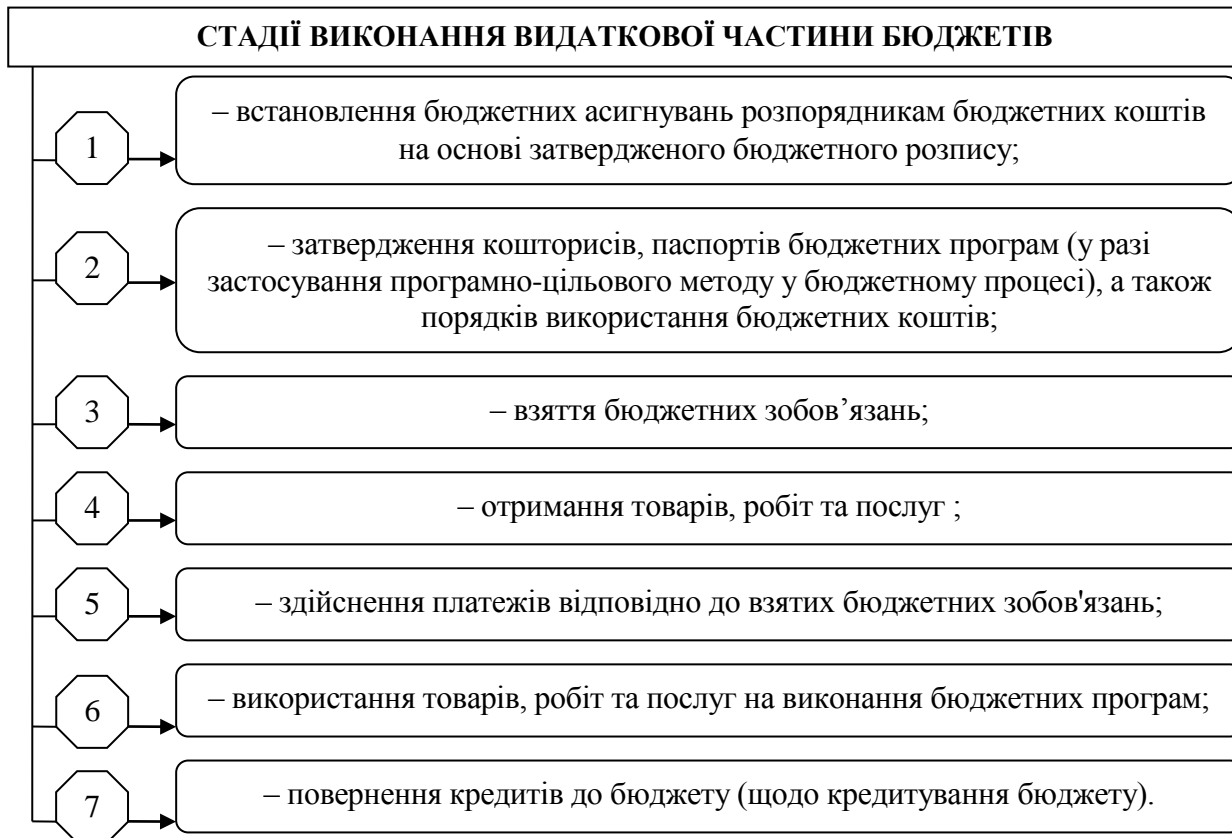 СТАДІЇ ВИКОНАННЯ ВИДАТКОВОЇ ЧАСТИНИ БЮДЖЕТІВ
1
– встановлення бюджетних асигнувань розпорядникам бюджетних коштів
на основі затвердженого бюджетного розпису;
2
– затвердження кошторисів, паспортів бюджетних програм (у разі
застосування програмно-цільового методу у бюджетному процесі), а також
порядків використання бюджетних коштів;
3
– взяття бюджетних зобов’язань;
4
– отримання товарів, робіт та послуг ;
5
– здійснення платежів відповідно до взятих бюджетних зобов'язань;
6
– використання товарів, робіт та послуг на виконання бюджетних програм;
7
– повернення кредитів до бюджету (щодо кредитування бюджету).